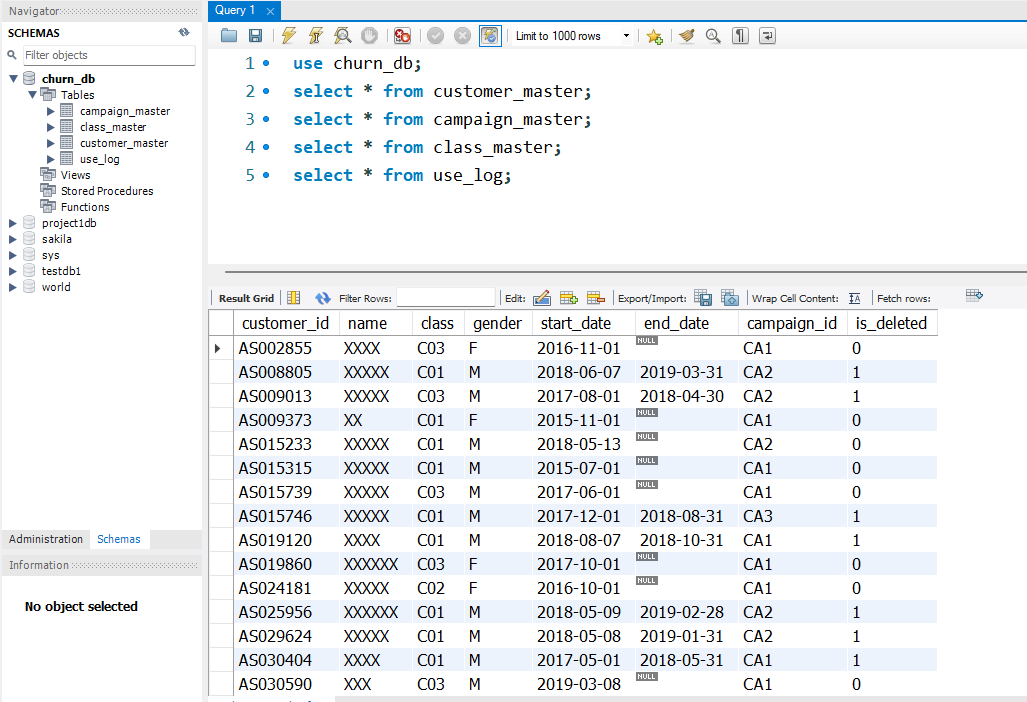 Navigator
SCHEMAS
Filter objects
churn_db
Tables
campaign_master
class_master
customer_master
use_log
Views
Stored Procedures
Functions
project1db
sakila
sys
testdb1
world
Administration Schemas
Information
No object selected
Query 1
Limit to 1000 rows
1 use churn_db;
2 select * from customer_master;
3 select * from campaign_master;
4 select * from class_master;
5 select * from use_log;
Result Grid Filter Rows: Edit: Export/Import: Wrap Cell Content: IA Fetch rows:
customer_id name class gender start_date end_date campaign_id is_deleted
AS002855 XXXX C03 F 2016-11-01 NULL CA1 0
AS008805 XXXXX C01 M 2018-06-07 2019-03-31 CA2 1
AS009013 XXXXX C03 M 2017-08-01 2018-04-30 CA2 1
AS009373 XX C01 F 2015-11-01 NULL CA1 0
AS015233 XXXXX C01 M 2018-05-13 NULL CA2 0
AS015315 XXXXX C01 M 2015-07-01 NULL CA1 0
AS015739 XXXXX C03 M 2017-06-01 NULL CA1 0
AS015746 XXXXX C01 M 2017-12-01 2018-08-31 CA3 1
AS019120 XXXX C01 M 2018-08-07 2018-10-31 CA1 1
AS019860 XXXXXX C03 F 2017-10-01 NULL CA1 0
AS024181 XXXXX C02 F 2016-10-01 NULL CA1 0
AS025956 XXXXXX C01 M 2018-05-09 2019-02-28 CA2 1
AS029624 XXXXX C01 M 2018-05-08 2019-01-31 CA2 1
AS030404 XXXX C01 M 2017-05-01 2018-05-31 CA1 1
AS030590 XXX C03 M 2019-03-08 NULL CA1 0